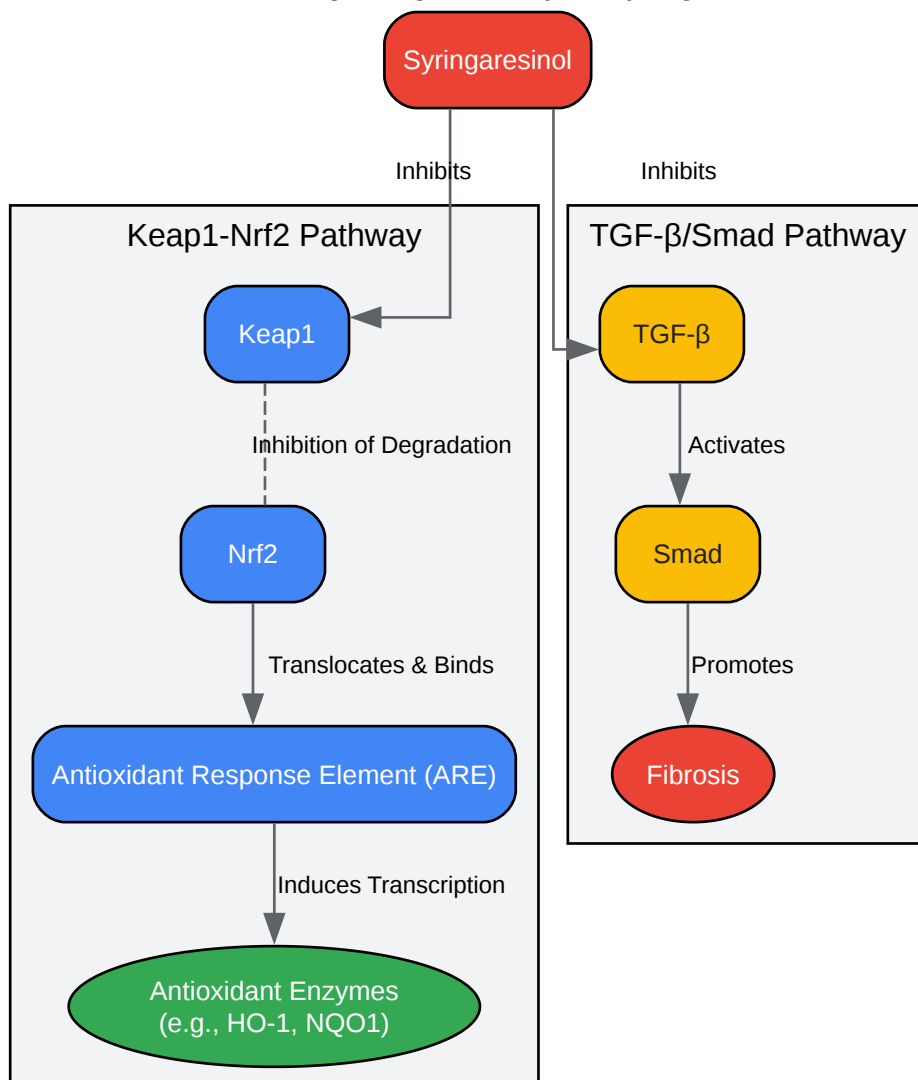 Syringaresinol
Inhibits
Inhibits
Keap1-Nrf2 Pathway
TGF-β/Smad Pathway
Keap1
TGF-β
Inhibition of Degradation
Activates
Nrf2
Smad
Translocates & Binds
Promotes
Antioxidant Response Element (ARE)
Fibrosis
Induces Transcription
Antioxidant Enzymes
(e.g., HO-1, NQO1)